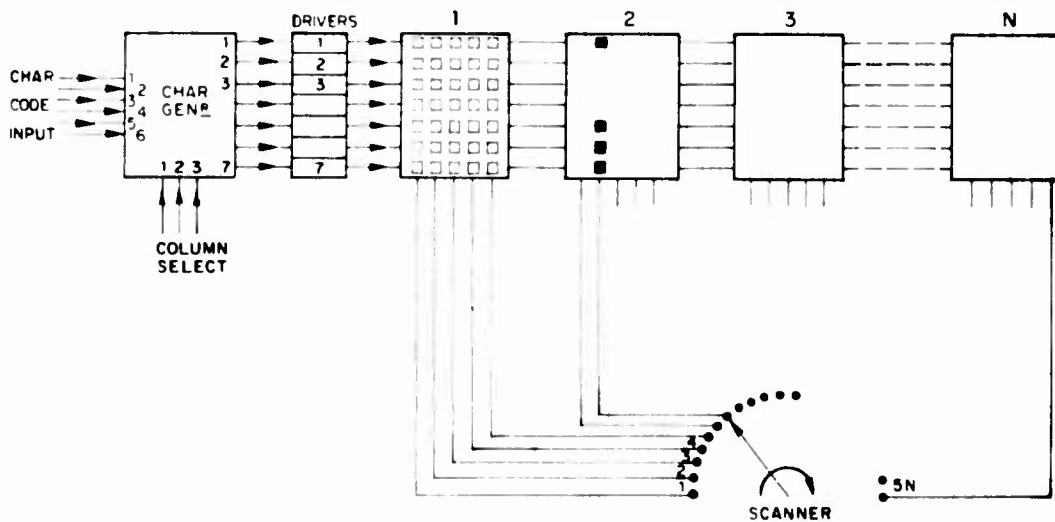 DRIVERS
1 2 3 N
CHAR
CODE
INPUT
1
2
3
4
5
6
CHAR
GENR
1
2
3
7
1 2 3
COLUMN
SELECT
1
2
3
7
4
3
2
1
SCANNER
5N